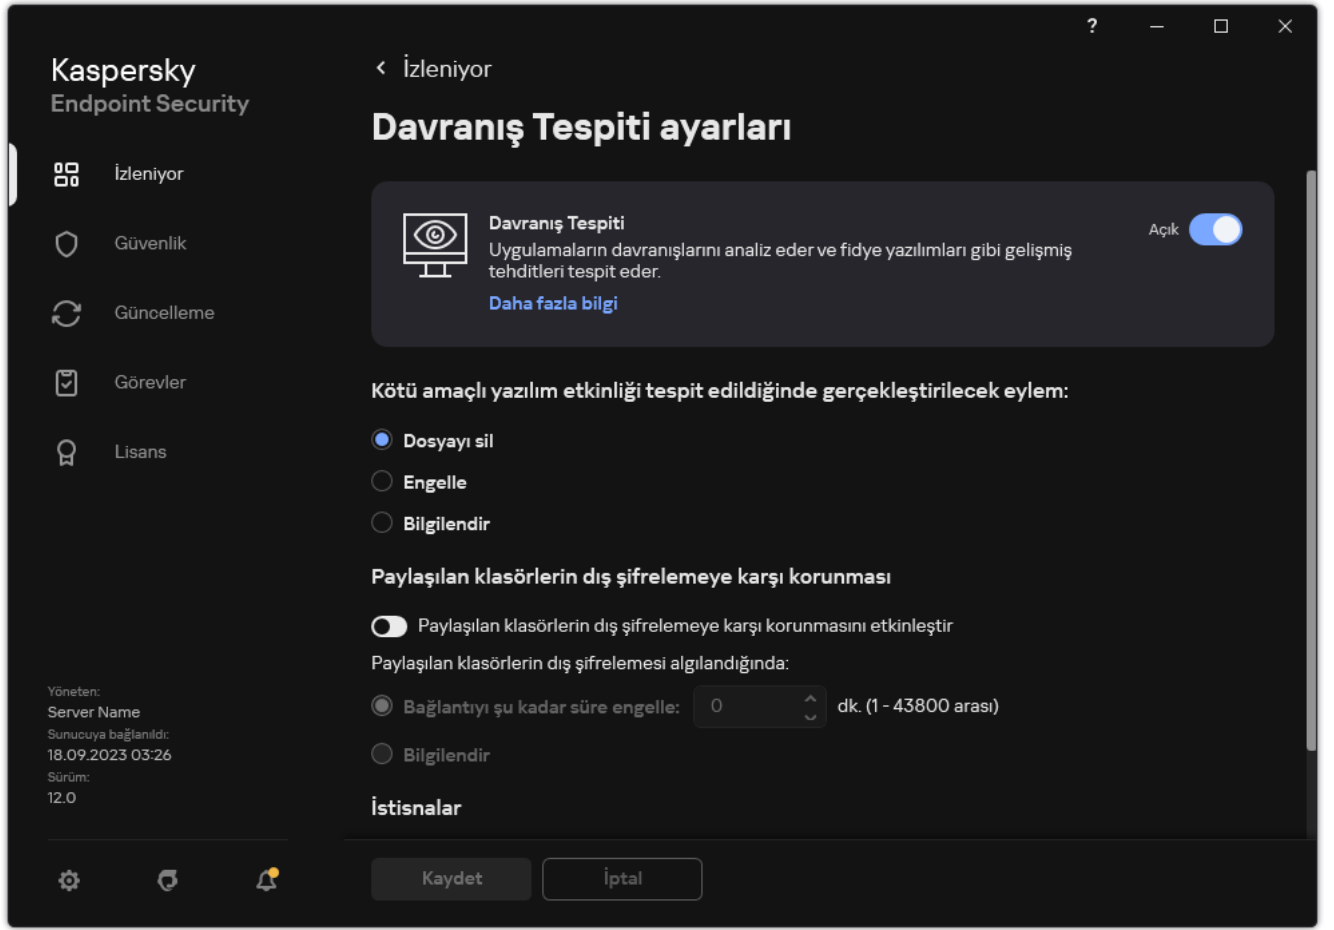 ?
Kaspersky
Endpoint Security
İzleniyor
Güvenlik
Güncelleme
Görevler
Lisans
Yöneten:
Server Name
Sunucuya bağlanıldı:
18.09.2023 03:26
Sürüm:
12.0
İzleniyor
Davranış Tespiti ayarları
Davranış Tespiti
Uygulamaların davranışlarını analiz eder ve fidye yazılımları gibi gelişmiş
tehditleri tespit eder.
Daha fazla bilgi
Açık
Kötü amaçlı yazılım etkinliği tespit edildiğinde gerçekleştirilecek eylem:
Dosyayı sil
Engelle
Bilgilendir
Paylaşılan klasörlerin dış şifrelemeye karşı korunması
Paylaşılan klasörlerin dış şifrelemeye karşı korunmasını etkinleştir
Paylaşılan klasörlerin dış şifrelemesi algılandığında:
Bağlantıyı şu kadar süre engelle: 0 dk. (1 - 43800 arası)
Bilgilendir
İstisnalar
Kaydet
İptal